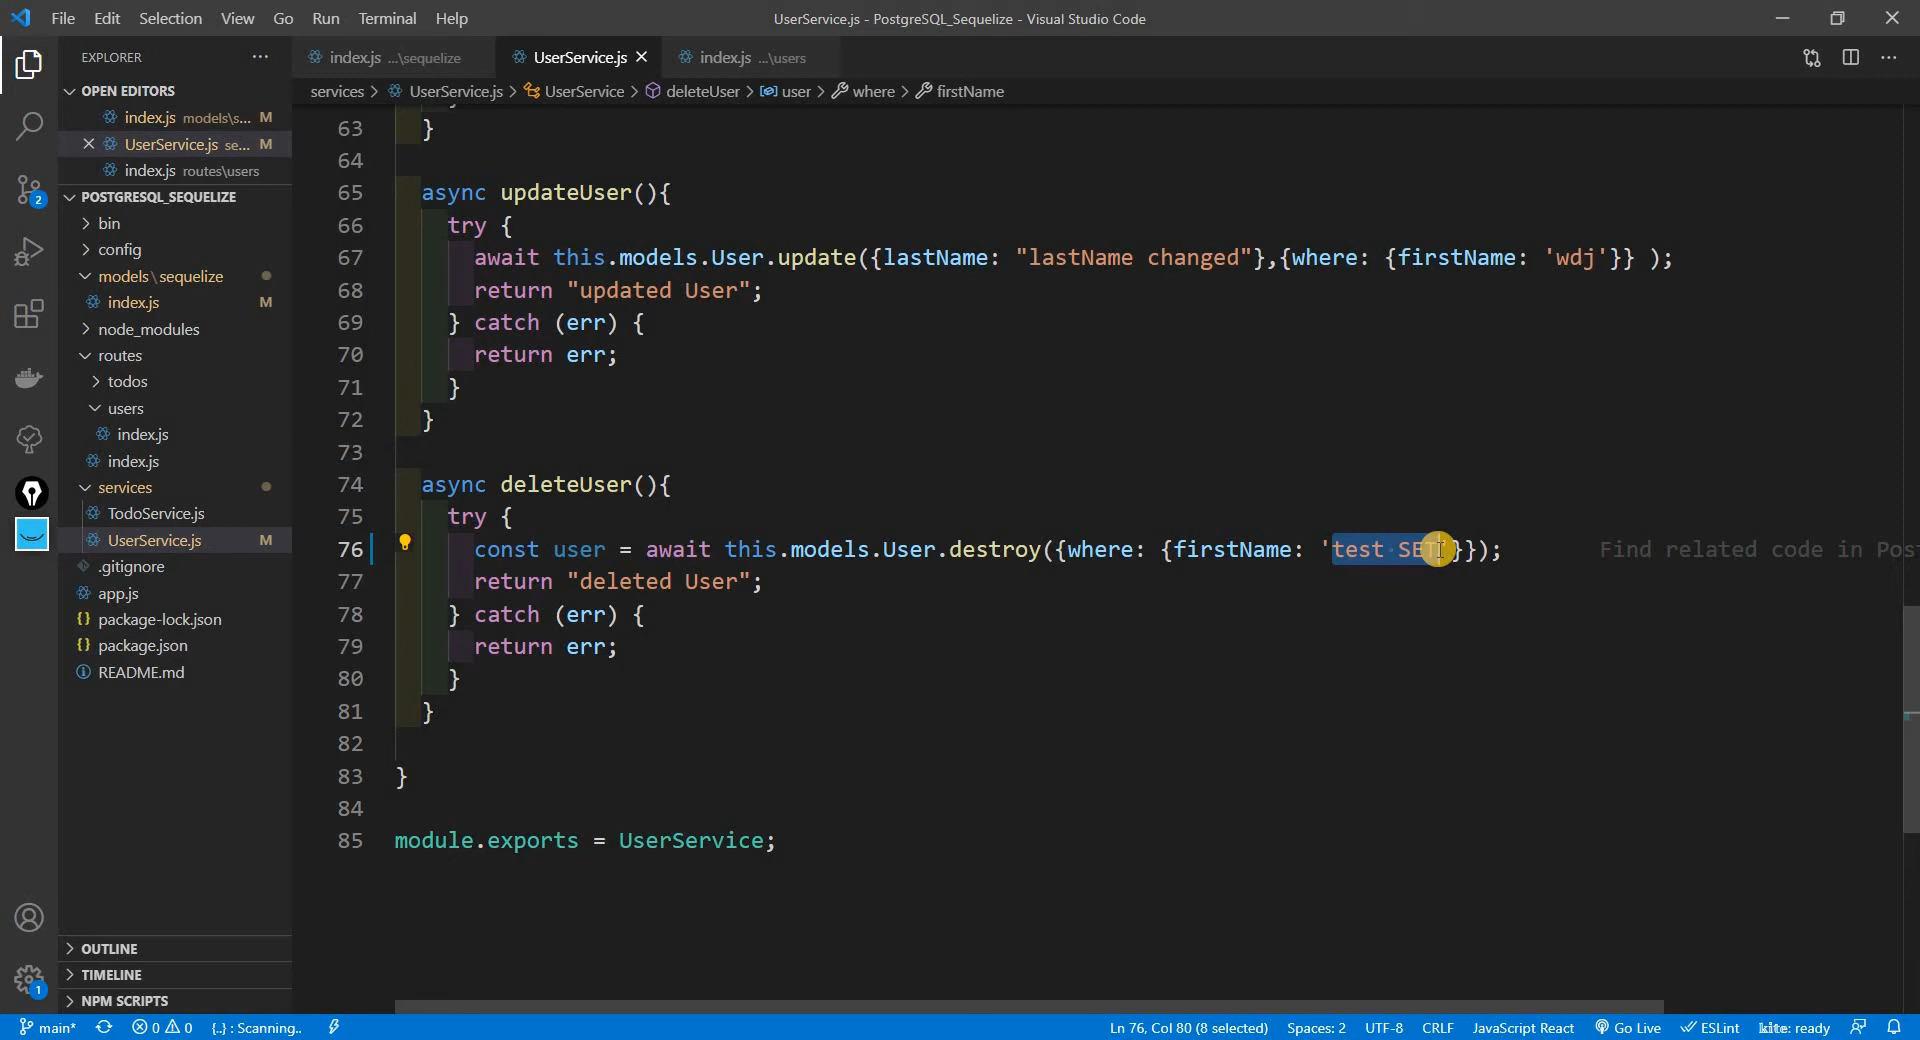 File Edit Selection View Go Run Terminal Help
UserService.js - PostgreSQL_Sequelize - Visual Studio Code
EXPLORER
OPEN EDITORS
index.js models\s... M
UserService.js se... M
index.js routes\users
POSTGRESQL_SEQUELIZE
bin
config
models\sequelize
index.js M
node_modules
routes
todos
users
index.js
index.js
services
TodoService.js
UserService.js M
.gitignore
app.js
package-lock.json
package.json
README.md
OUTLINE
TIMELINE
NPM SCRIPTS
2
1
index.js ...\sequelize
UserService.js
index.js ...\users
services > UserService.js > UserService > deleteUser > user > where > firstName
63 }
64
65 async updateUser(){
66 try {
67 await this.models.User.update({lastName: "lastName changed"},{where: {firstName: 'wdj'}} );
68 return "updated User";
69 } catch (err) {
70 return err;
71 }
72 }
73
74 async deleteUser(){
75 try {
76 const user = await this.models.User.destroy({where: {firstName: 'test SET'}}); Find related code in Pos
77 return "deleted User";
78 } catch (err) {
79 return err;
80 }
81 }
82
83 }
84
85 module.exports = UserService;
main* 0 0 {..} : Scanning.. Ln 76, Col 80 (8 selected) Spaces: 2 UTF-8 CRLF JavaScript React Go Live ESLint kite: ready